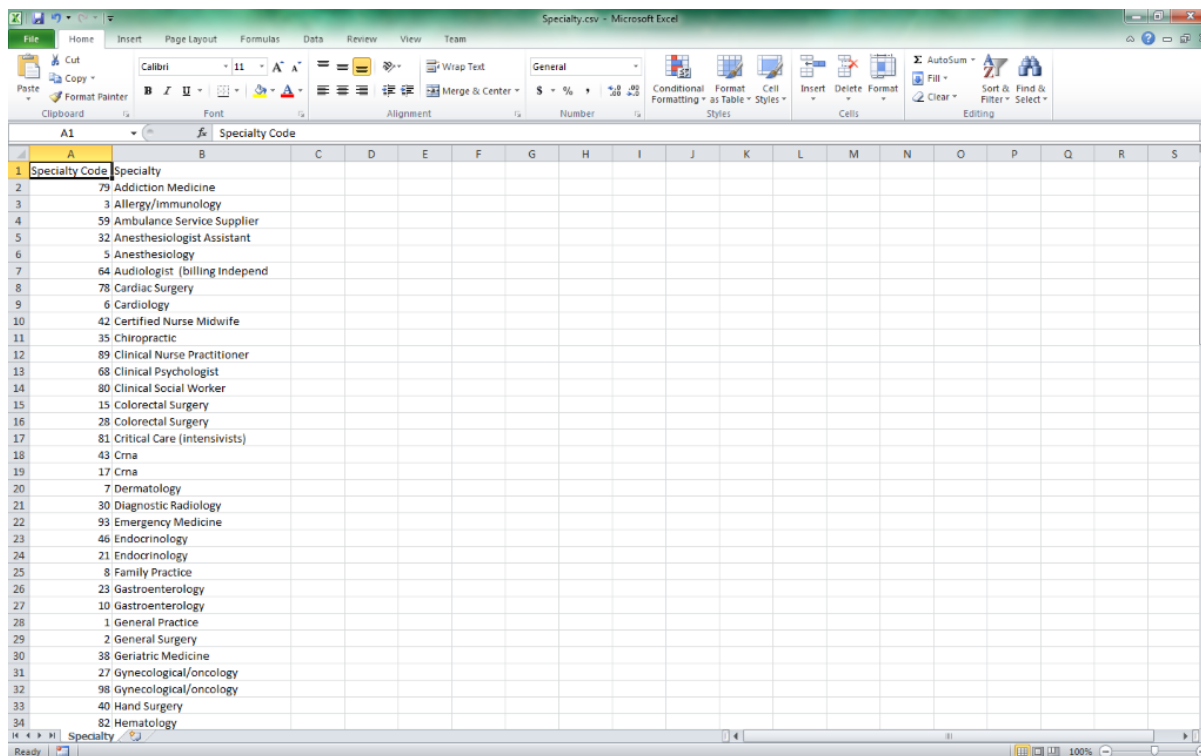 Specialty.csv - Microsoft Excel
File Home Insert Page Layout Formulas Data Review View Team
Paste
Cut
Copy
Format Painter
Clipboard
Calibri 11 A A
B I U A
Font
Wrap Text
Merge & Center
Alignment
General
$ % , .0 .00 .00 .0
Number
Conditional Formatting
Format as Table
Cell Styles
Styles
Insert Delete Format
Cells
Σ AutoSum
Fill
Clear
Sort & Filter
Find & Select
Editing
A1 fx Specialty Code
A B C D E F G H I J K L M N O P Q R S
1 Specialty Code Specialty
2 79 Addiction Medicine
3 3 Allergy/immunology
4 59 Ambulance Service Supplier
5 32 Anesthesiologist Assistant
6 5 Anesthesiology
7 64 Audiologist (billing Independ
8 78 Cardiac Surgery
9 6 Cardiology
10 42 Certified Nurse Midwife
11 35 Chiropractic
12 89 Clinical Nurse Practitioner
13 68 Clinical Psychologist
14 80 Clinical Social Worker
15 15 Colorectal Surgery
16 28 Colorectal Surgery
17 81 Critical Care (intensivists)
18 43 Crna
19 17 Crna
20 7 Dermatology
21 30 Diagnostic Radiology
22 93 Emergency Medicine
23 46 Endocrinology
24 21 Endocrinology
25 8 Family Practice
26 23 Gastroenterology
27 10 Gastroenterology
28 1 General Practice
29 2 General Surgery
30 38 Geriatric Medicine
31 27 Gynecological/oncology
32 98 Gynecological/oncology
33 40 Hand Surgery
34 82 Hematology
Specialty
Ready 100%